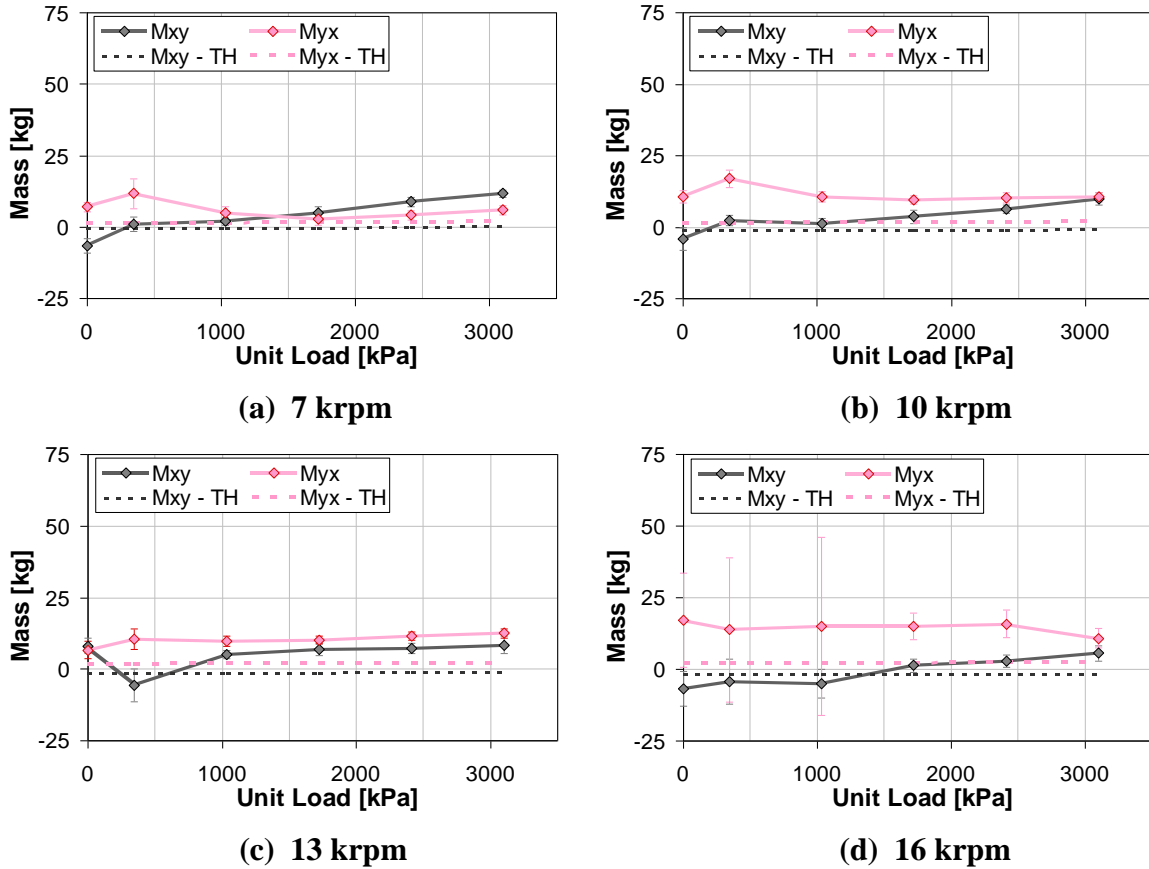 75
Mxy Myx
Mxy - TH Myx - TH
50
25
0
-25
Mass [kg]
0 1000 2000 3000
Unit Load [kPa]
(a) 7 krpm
75
Mxy Myx
Mxy - TH Myx - TH
50
25
0
-25
Mass [kg]
0 1000 2000 3000
Unit Load [kPa]
(b) 10 krpm
75
Mxy Myx
Mxy - TH Myx - TH
50
25
0
-25
Mass [kg]
0 1000 2000 3000
Unit Load [kPa]
(c) 13 krpm
75
Mxy Myx
Mxy - TH Myx - TH
50
25
0
-25
Mass [kg]
0 1000 2000 3000
Unit Load [kPa]
(d) 16 krpm